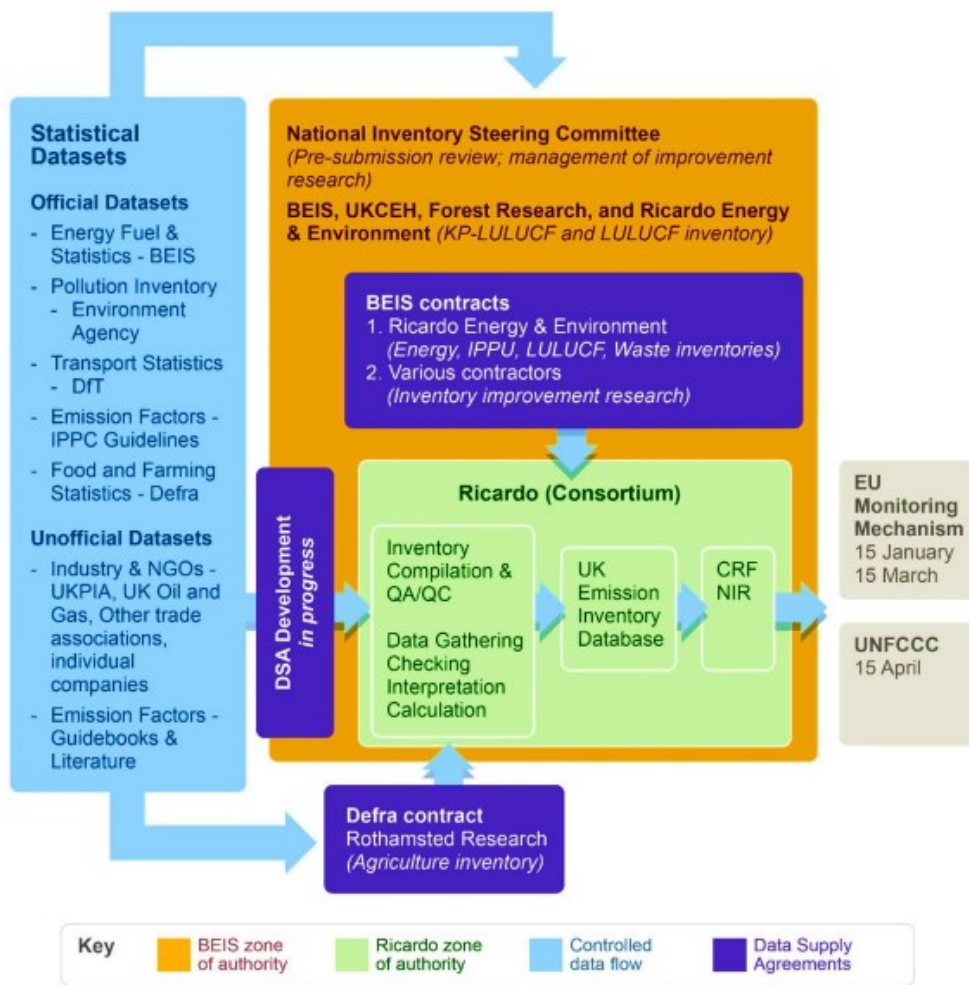 Statistical
Datasets
Official Datasets
- Energy Fuel &
Statistics - BEIS
- Pollution Inventory
- Environment
Agency
- Transport Statistics
- DfT
- Emission Factors -
IPPC Guidelines
- Food and Farming
Statistics - Defra
Unofficial Datasets
- Industry & NGOs -
UKPIA, UK Oil and
Gas, Other trade
associations,
individual
companies
- Emission Factors -
Guidebooks &
Literature
National Inventory Steering Committee
(Pre-submission review; management of improvement
research)
BEIS, UKCEH, Forest Research, and Ricardo Energy
& Environment (KP-LULUCF and LULUCF inventory)
BEIS contracts
1. Ricardo Energy & Environment
(Energy, IPPU, LULUCF, Waste inventories)
2. Various contractors
(Inventory improvement research)
DSA Development
in progress
Ricardo (Consortium)
Inventory
Compilation &
QA/QC
Data Gathering
Checking
Interpretation
Calculation
UK
Emission
Inventory
Database
CRF
NIR
EU
Monitoring
Mechanism
15 January
15 March
UNFCCC
15 April
Defra contract
Rothamsted Research
(Agriculture inventory)
Key
BEIS zone
of authority
Ricardo zone
of authority
Controlled
data flow
Data Supply
Agreements